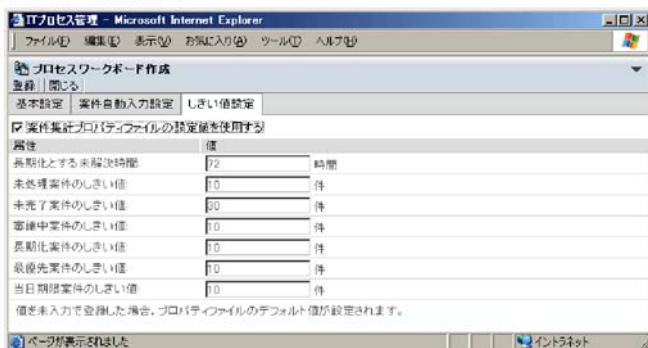 ITプロセス管理 - Microsoft Internet Explorer
ファイル(F) 編集(E) 表示(V) お気に入り(A) ツール(T) ヘルプ(H)
プロセスワークボード作成
登録 閉じる
基本設定 案件自動入力設定 しきい値設定
案件集計プロパティファイルの設定値を使用する
属性 値
長期化とする未解決時間: 72 時間
未処理案件のしきい値: 10 件
未完了案件のしきい値: 30 件
審議中案件のしきい値: 10 件
長期化案件のしきい値: 10 件
最優先案件のしきい値: 10 件
当日期限案件のしきい値: 10 件
値を未入力で登録した場合、プロパティファイルのデフォルト値が設定されます。
ページが表示されました イントラネット